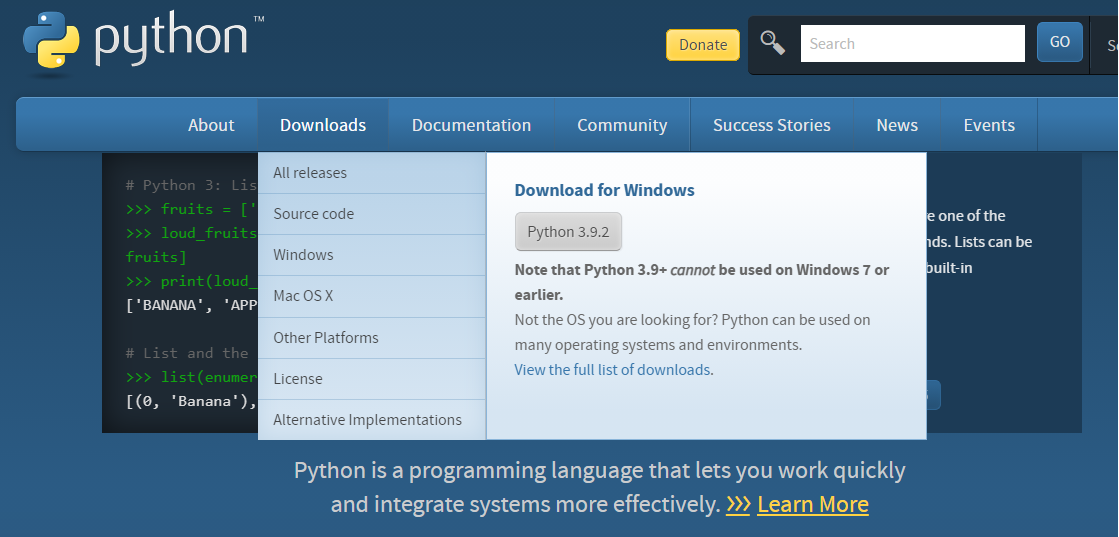 python™
Donate
Search
GO
About
Downloads
Documentation
Community
Success Stories
News
Events
All releases
Source code
Windows
Mac OS X
Other Platforms
License
Alternative Implementations
Download for Windows
Python 3.9.2
Note that Python 3.9+ cannot be used on Windows 7 or
earlier.
Not the OS you are looking for? Python can be used on
many operating systems and environments.
View the full list of downloads.
# Python 3:
>>> fruits = ['
>>> loud_fruits
fruits]
>>> print(loud_
['BANANA', 'APP
# List and the
>>> list(enumer
[(0, 'Banana'),
one of the
Lists can be
built-in
Python is a programming language that lets you work quickly
and integrate systems more effectively. >>> Learn More